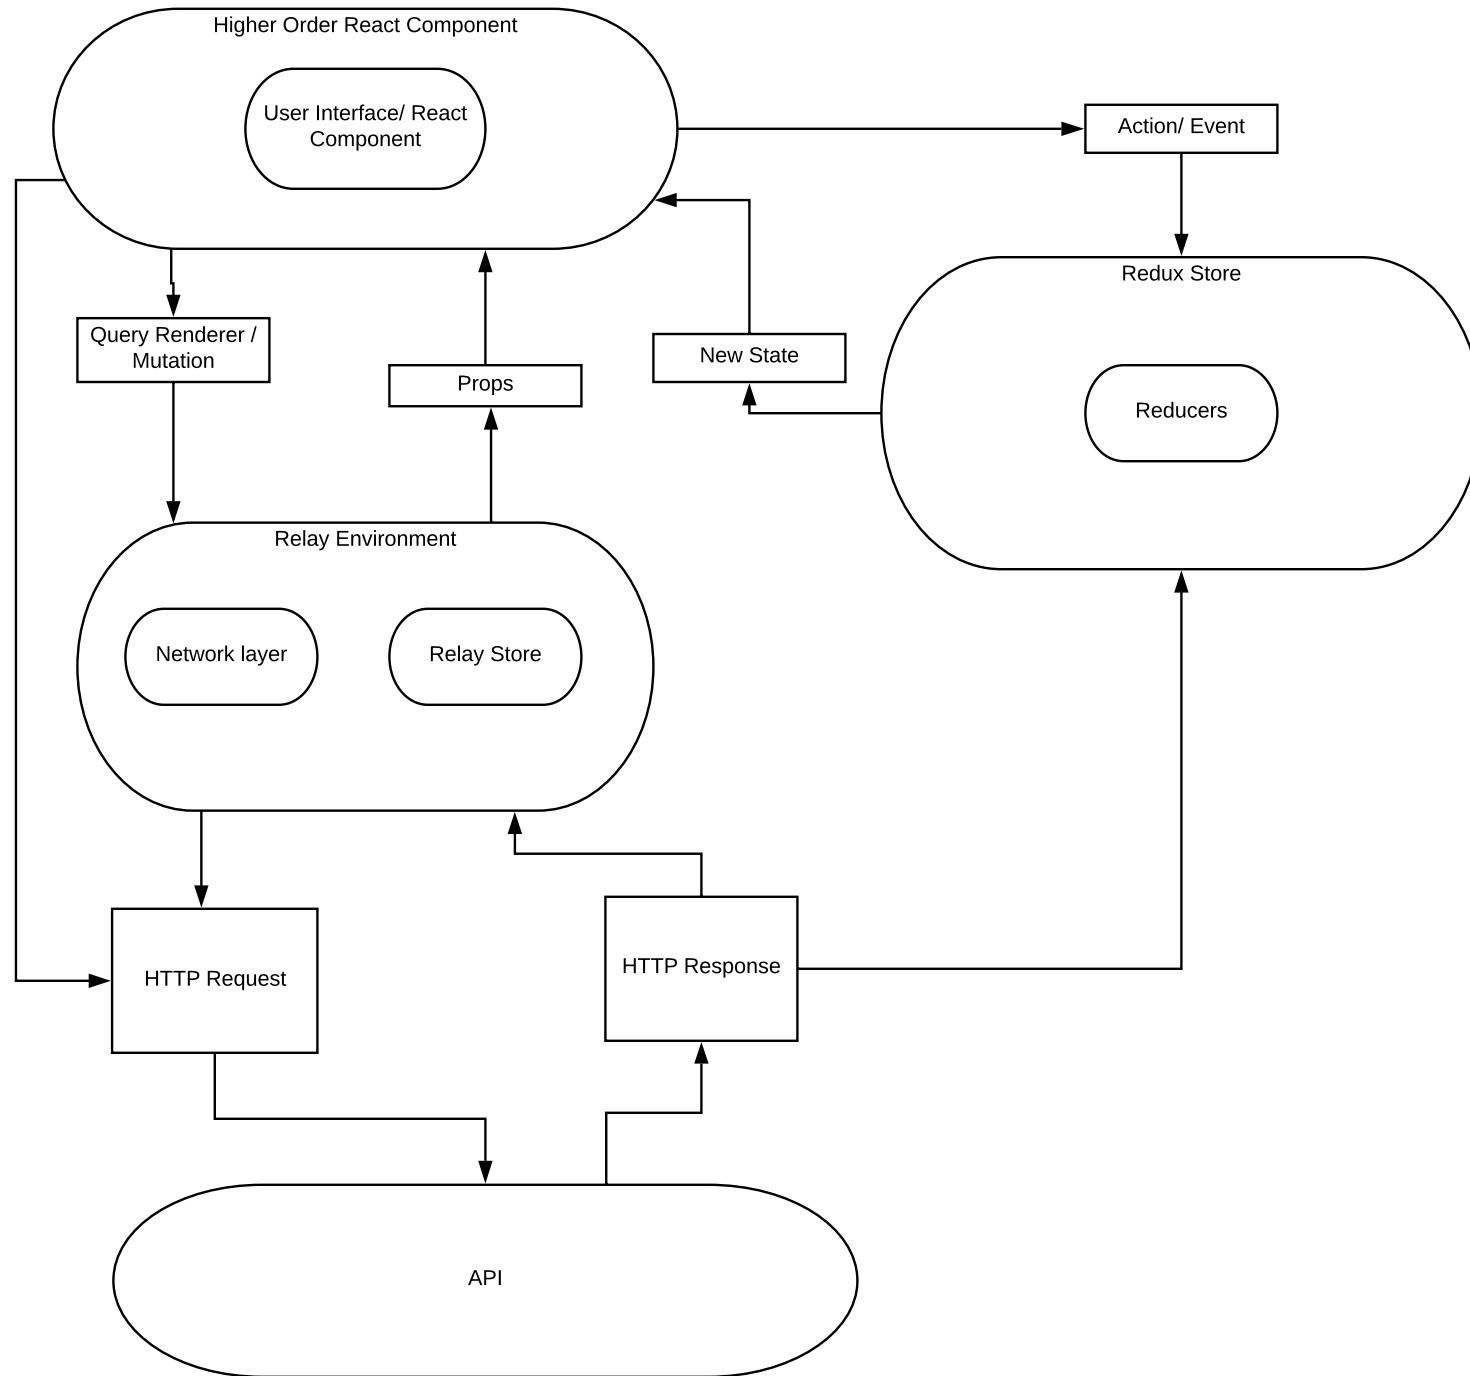 Higher Order React Component
User Interface/ React
Component
Action/ Event
Redux Store
Query Renderer /
Mutation
Props
New State
Reducers
Relay Environment
Network layer
Relay Store
HTTP Request
HTTP Response
API